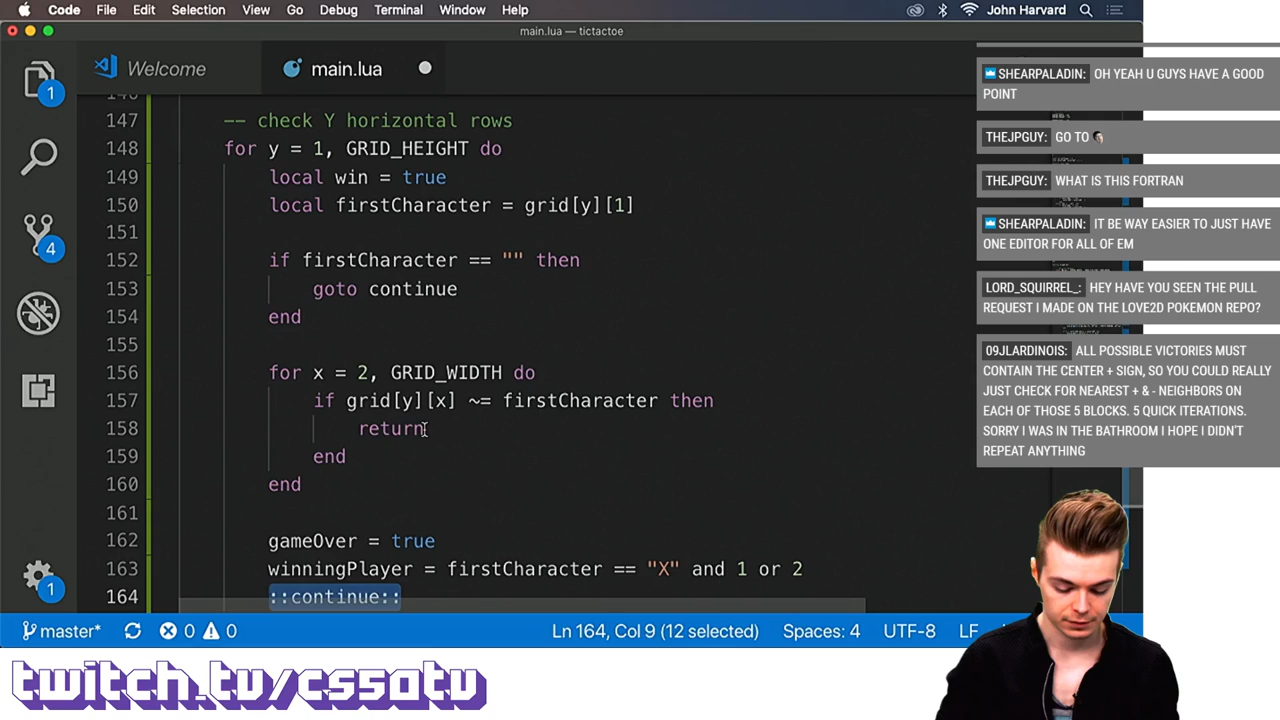 Code File Edit Selection View Go Debug Terminal Window Help John Harvard
main.lua — tictactoe
Welcome main.lua
1
4
1
147 -- check Y horizontal rows
148 for y = 1, GRID_HEIGHT do
149 local win = true
150 local firstCharacter = grid[y][1]
151
152 if firstCharacter == "" then
153 goto continue
154 end
155
156 for x = 2, GRID_WIDTH do
157 if grid[y][x] ~= firstCharacter then
158 return
159 end
160 end
161
162 gameOver = true
163 winningPlayer = firstCharacter == "X" and 1 or 2
164 ::continue::
master* 0 0 Ln 164, Col 9 (12 selected) Spaces: 4 UTF-8 LF
SHEARPALADIN: OH YEAH U GUYS HAVE A GOOD
POINT
THEJPGUY: GO TO
THEJPGUY: WHAT IS THIS FORTRAN
SHEARPALADIN: IT BE WAY EASIER TO JUST HAVE
ONE EDITOR FOR ALL OF EM
LORD_SQUIRREL_: HEY HAVE YOU SEEN THE PULL
REQUEST I MADE ON THE LOVE2D POKEMON REPO?
09JLARDINOIS: ALL POSSIBLE VICTORIES MUST
CONTAIN THE CENTER + SIGN, SO YOU COULD REALLY
JUST CHECK FOR NEAREST + & - NEIGHBORS ON
EACH OF THOSE 5 BLOCKS. 5 QUICK ITERATIONS.
SORRY I WAS IN THE BATHROOM I HOPE I DIDN'T
REPEAT ANYTHING
twitch.tv/cs50tv